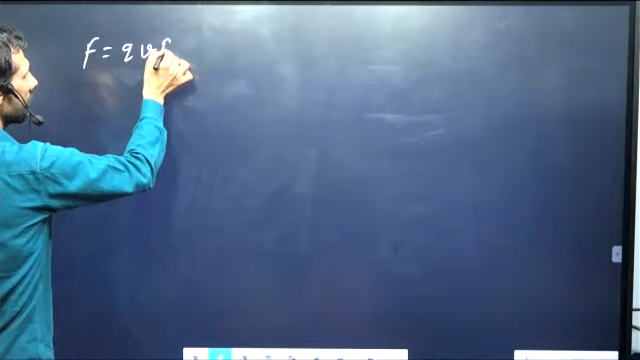 F = qv